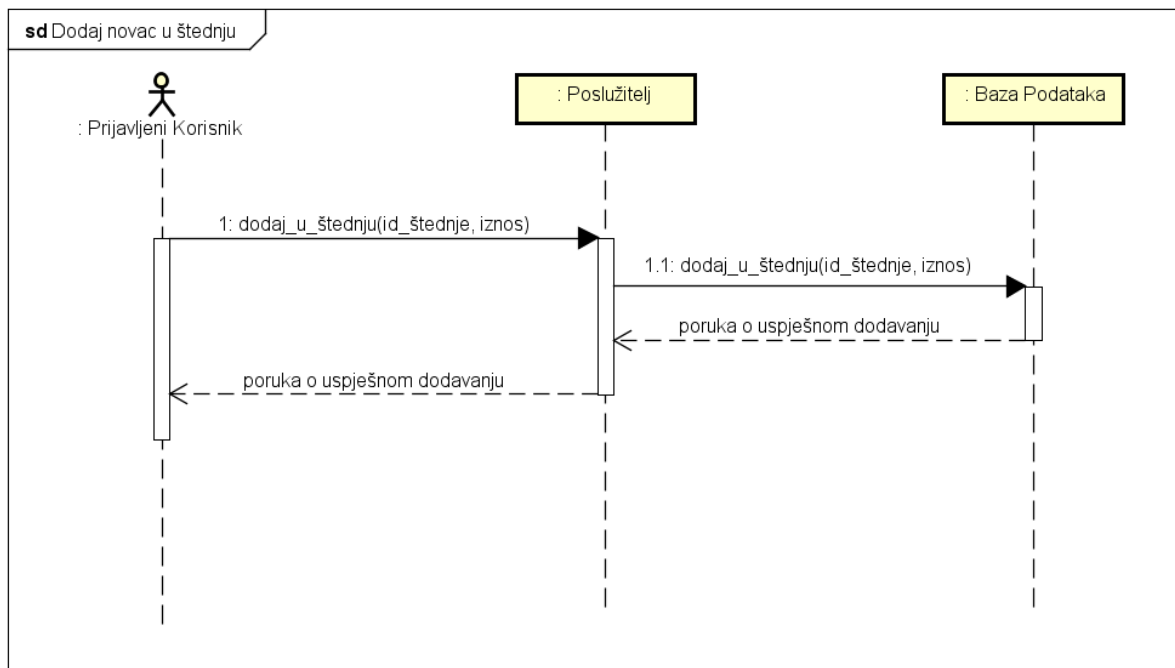 sd Dodaj novac u štednju
: Prijavljeni Korisnik
: Poslužitelj
: Baza Podataka
1: dodaj_u_štednju(id_štednje, iznos)
1.1: dodaj_u_štednju(id_štednje, iznos)
poruka o uspješnom dodavanju
poruka o uspješnom dodavanju